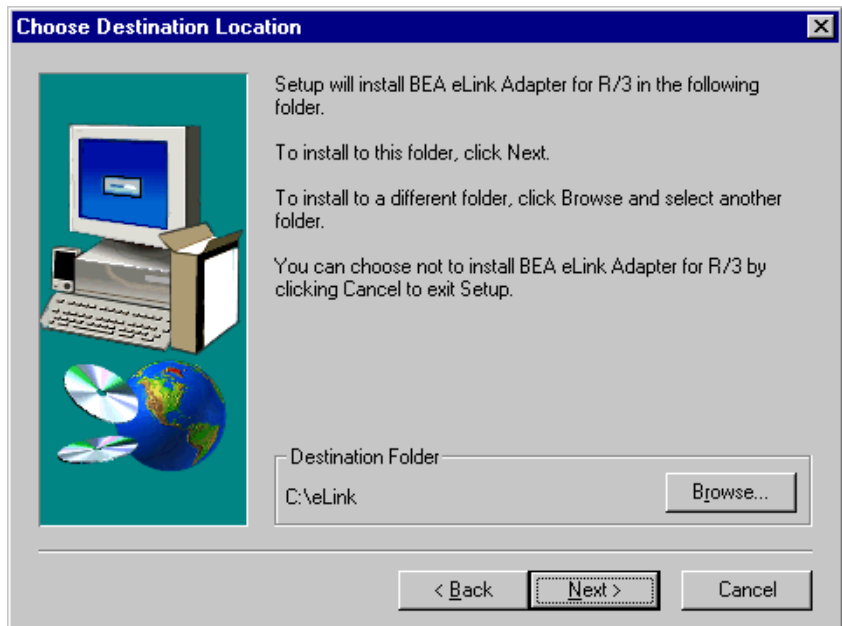 Choose Destination Location
Setup will install BEA eLink Adapter for R/3 in the following
folder.
To install to this folder, click Next.
To install to a different folder, click Browse and select another
folder.
You can choose not to install BEA eLink Adapter for R/3 by
clicking Cancel to exit Setup.
Destination Folder
C:\eLink
Browse...
< Back
Next >
Cancel